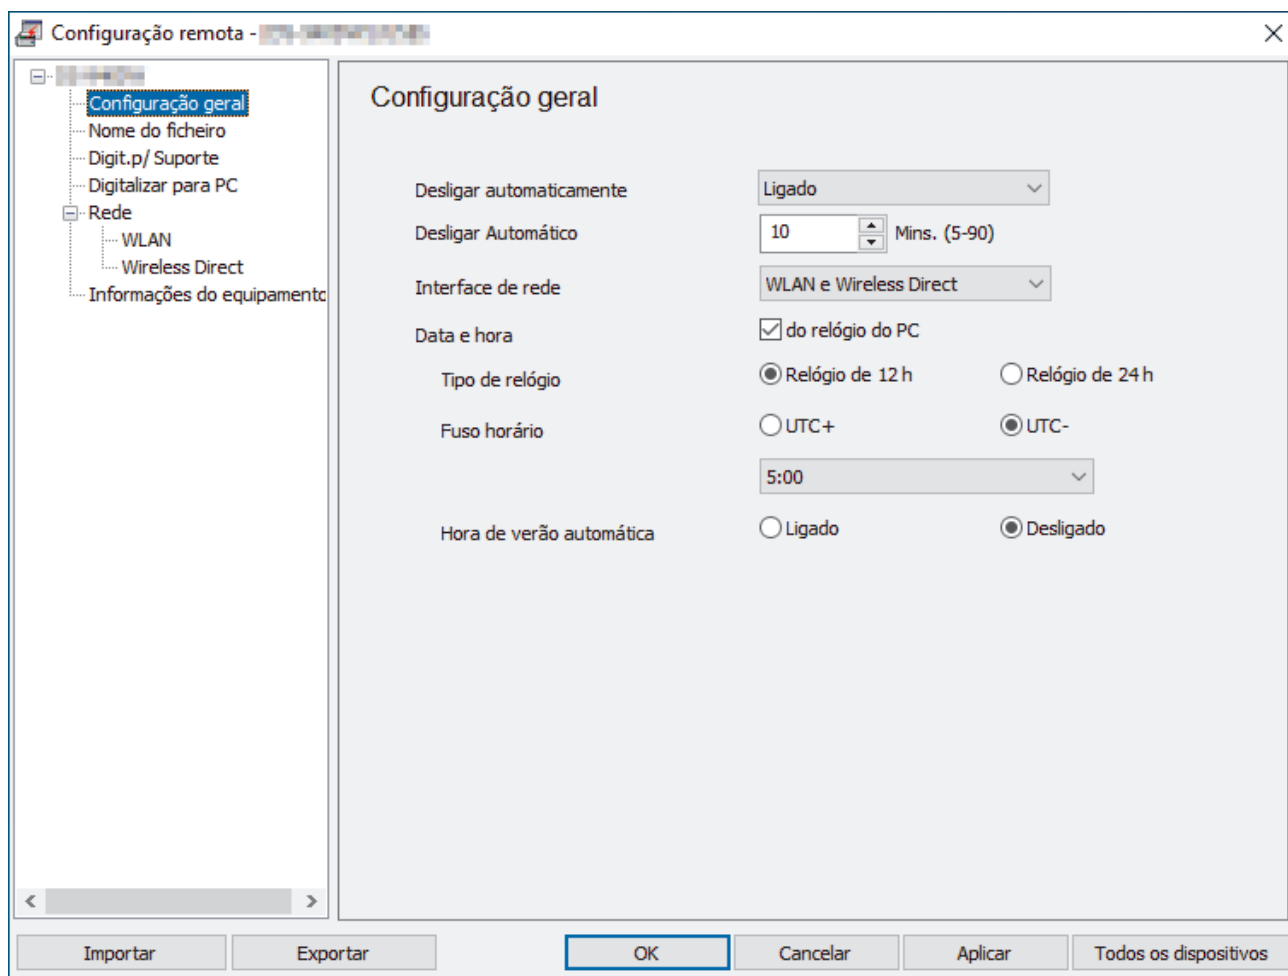 Configuração remota -
Configuração geral
Nome do ficheiro
Digit.p/ Suporte
Digitalizar para PC
Rede
WLAN
Wireless Direct
Informações do equipamento
Configuração geral
Desligar automaticamente Ligado
Desligar Automático 10 Mins. (5-90)
Interface de rede WLAN e Wireless Direct
Data e hora do relógio do PC
Tipo de relógio Relógio de 12 h Relógio de 24 h
Fuso horário UTC+ UTC-
5:00
Hora de verão automática Ligado Desligado
Importar Exportar OK Cancelar Aplicar Todos os dispositivos